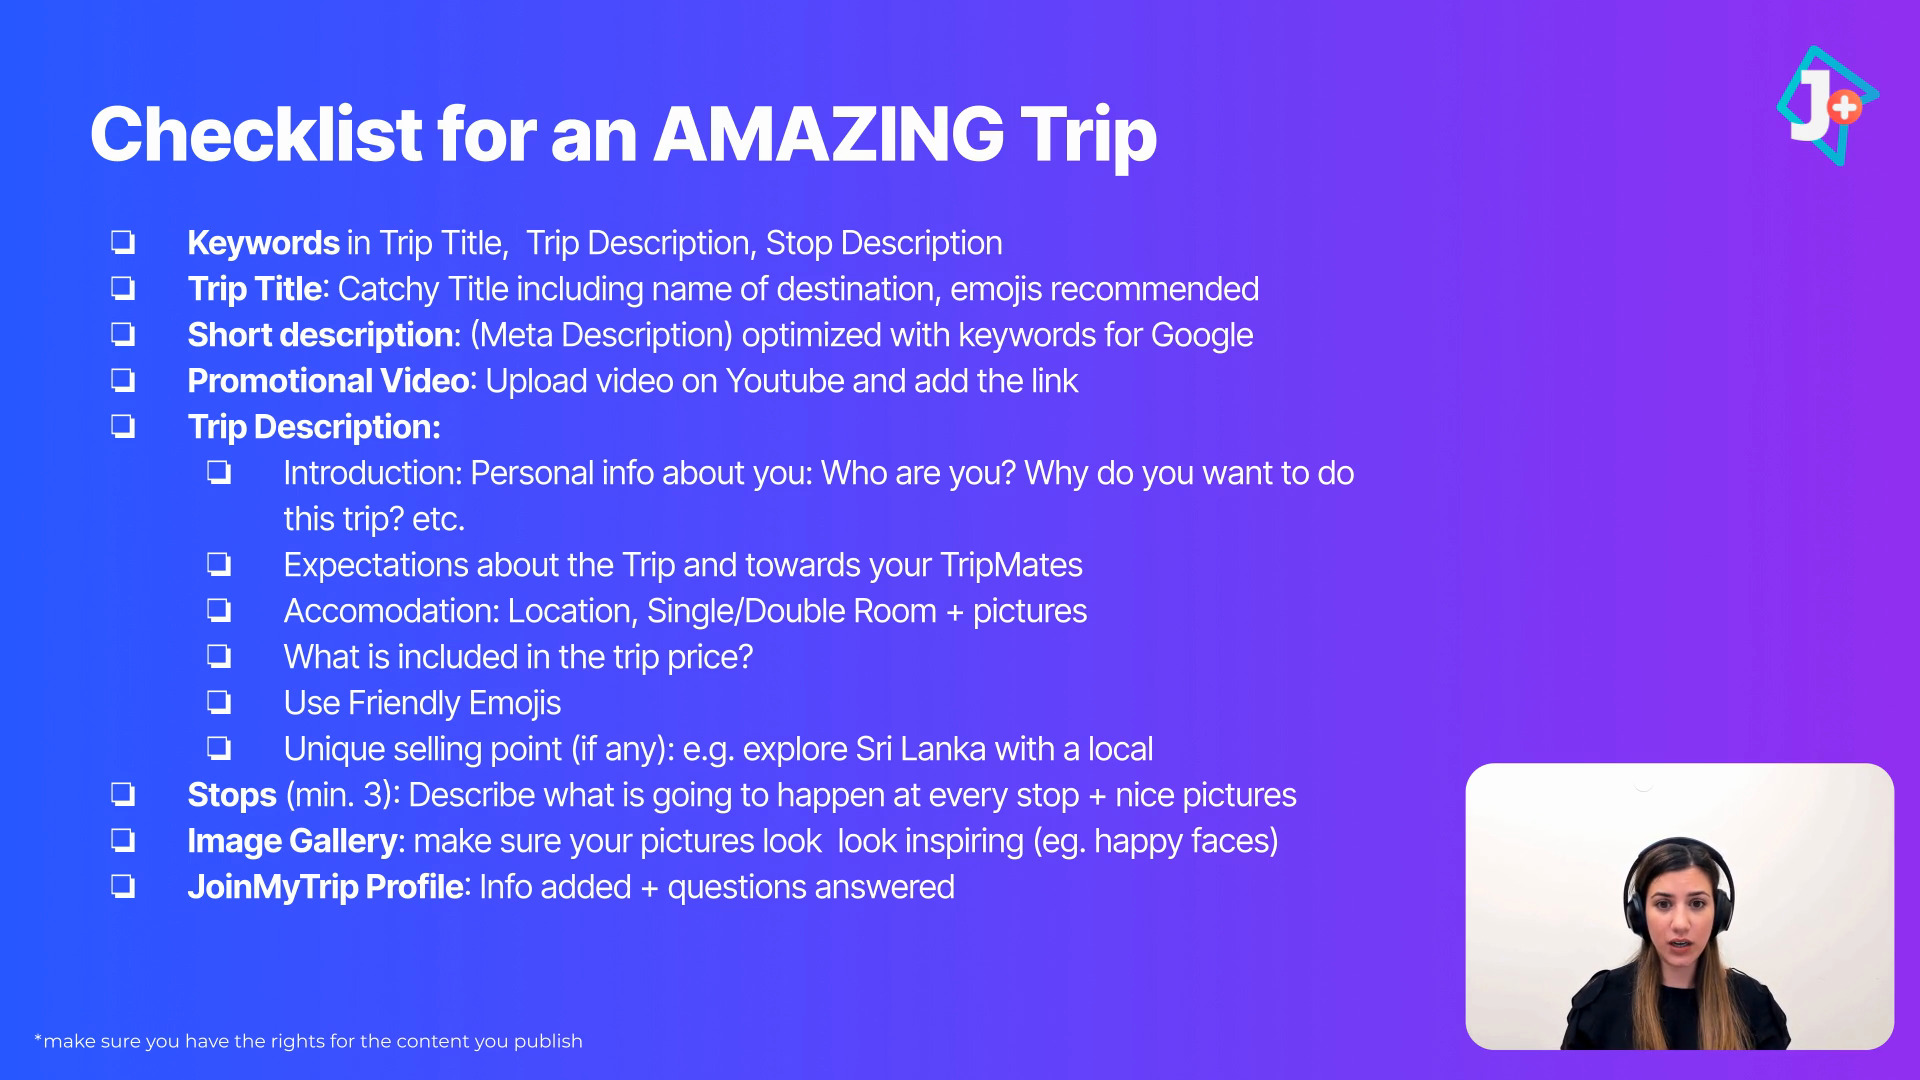 Checklist for an AMAZING Trip
J+
Keywords in Trip Title,  Trip Description, Stop Description
Trip Title: Catchy Title including name of destination, emojis recommended
Short description: (Meta Description) optimized with keywords for Google
Promotional Video: Upload video on Youtube and add the link
Trip Description:
Introduction: Personal info about you: Who are you? Why do you want to do
this trip? etc.
Expectations about the Trip and towards your TripMates
Accomodation: Location, Single/Double Room + pictures
What is included in the trip price?
Use Friendly Emojis
Unique selling point (if any): e.g. explore Sri Lanka with a local
Stops (min. 3): Describe what is going to happen at every stop + nice pictures
Image Gallery: make sure your pictures look  look inspiring (eg. happy faces)
JoinMyTrip Profile: Info added + questions answered
*make sure you have the rights for the content you publish